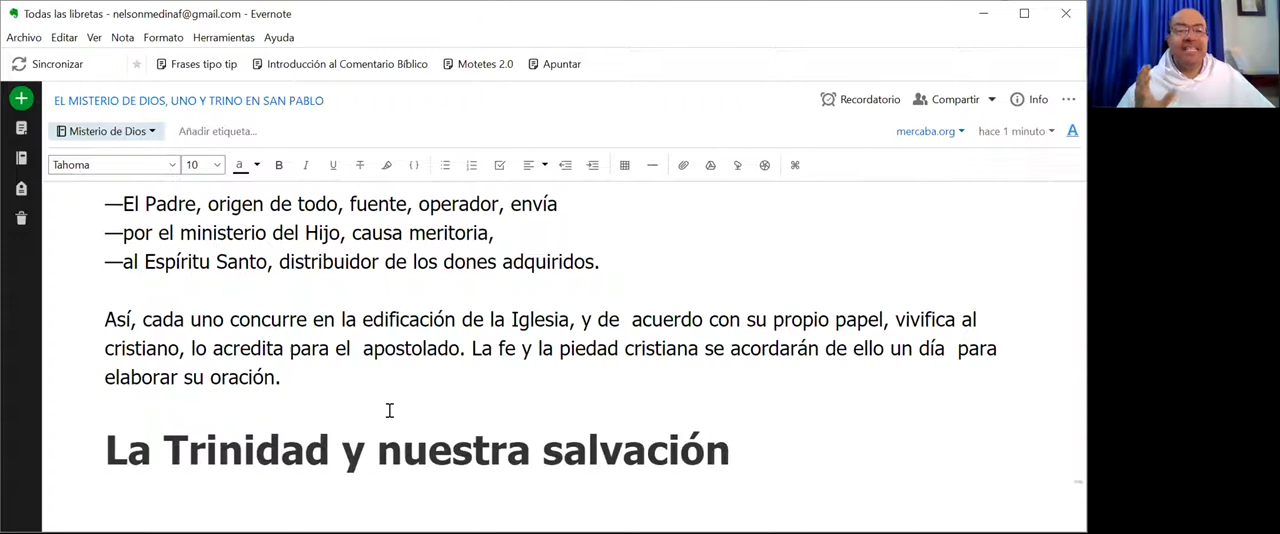 Todas las libretas - nelsonmedinaf@gmail.com - Evernote
Archivo Editar Ver Nota Formato Herramientas Ayuda
Sincronizar Frases tipo tip Introducción al Comentario Bíblico Motetes 2.0 Apuntar
EL MISTERIO DE DIOS, UNO Y TRINO EN SAN PABLO Recordatorio Compartir Info
Misterio de Dios Añadir etiqueta... mercaba.org hace 1 minuto
Tahoma 10 a B I U T
—El Padre, origen de todo, fuente, operador, envía
—por el ministerio del Hijo, causa meritoria,
—al Espíritu Santo, distribuidor de los dones adquiridos.
Así, cada uno concurre en la edificación de la Iglesia, y de  acuerdo con su propio papel, vivifica al
cristiano, lo acredita para el  apostolado. La fe y la piedad cristiana se acordarán de ello un día  para
elaborar su oración.
La Trinidad y nuestra salvación